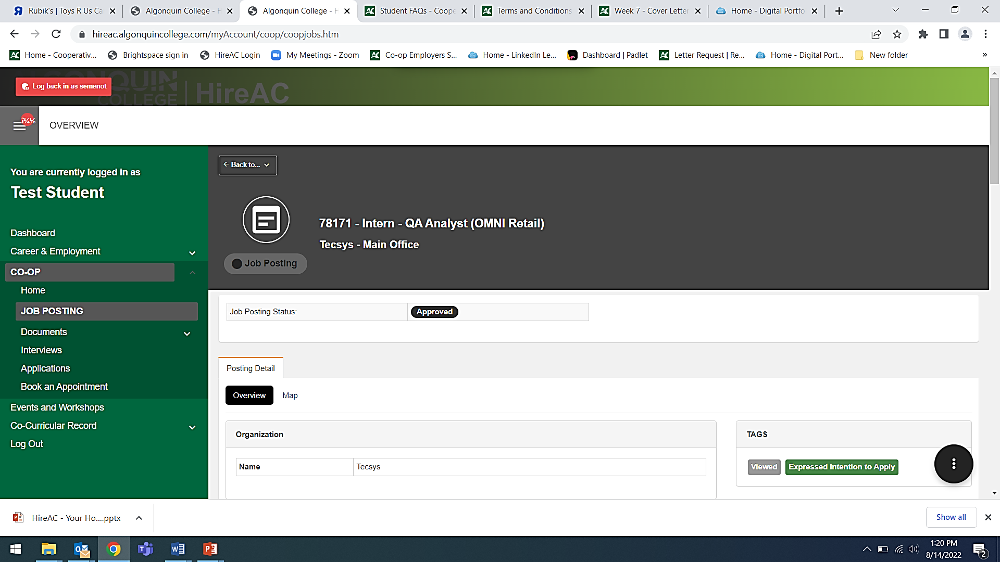 Rubik's | Toys R Us Ca
Algonquin College - H
Algonquin College - H
Student FAQs - Coope
Terms and Conditions
Week 7 - Cover Letter
Home - Digital Portfo
hireac.algonquincollege.com/myAccount/coop/coopjobs.htm
Home - Cooperativ...
Brightspace sign in
HireAC Login
My Meetings - Zoom
Co-op Employers S...
Home - LinkedIn Le...
Dashboard | Padlet
Letter Request | Re...
Home - Digital Port...
New folder
»
Log back in as semenot
QUIN
COLLEGE | HireAC
OVERVIEW
You are currently logged in as
Test Student
Dashboard
Career & Employment
CO-OP
Home
JOB POSTING
Documents
Interviews
Applications
Book an Appointment
Events and Workshops
Co-Curricular Record
Log Out
Back to...
78171 - Intern - QA Analyst (OMNI Retail)
Tecsys - Main Office
Job Posting
Job Posting Status: Approved
Posting Detail
Overview Map
Organization
Name Tecsys
TAGS
Viewed Expressed Intention to Apply
HireAC - Your Ho....pptx
Show all
1:20 PM
8/14/2022
2